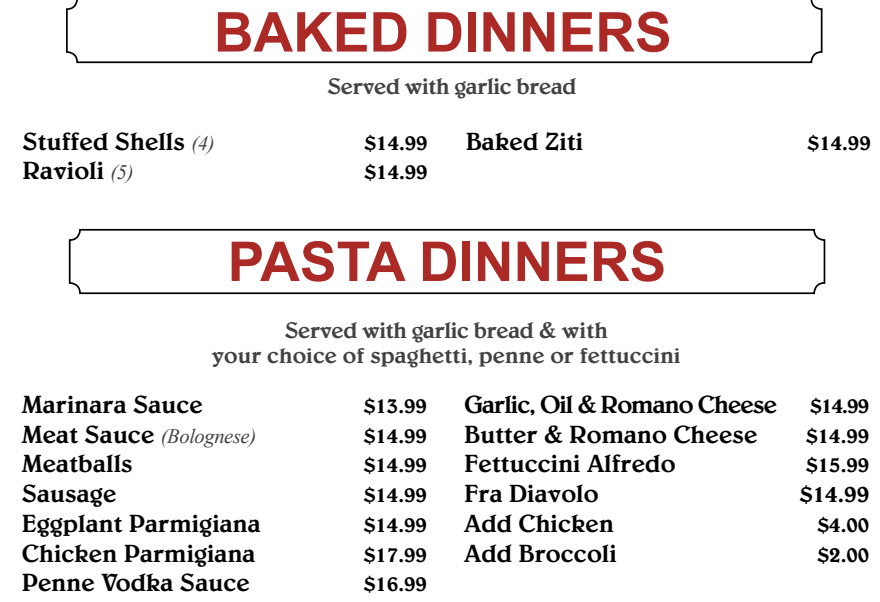 BAKED DINNERS
Served with garlic bread
Stuffed Shells (4) $14.99
Ravioli (5) $14.99
Baked Ziti $14.99
PASTA DINNERS
Served with garlic bread & with
your choice of spaghetti, penne or fettuccini
Marinara Sauce $13.99
Meat Sauce (Bolognese) $14.99
Meatballs $14.99
Sausage $14.99
Eggplant Parmigiana $14.99
Chicken Parmigiana $17.99
Penne Vodka Sauce $16.99
Garlic, Oil & Romano Cheese $14.99
Butter & Romano Cheese $14.99
Fettuccini Alfredo $15.99
Fra Diavolo $14.99
Add Chicken $4.00
Add Broccoli $2.00